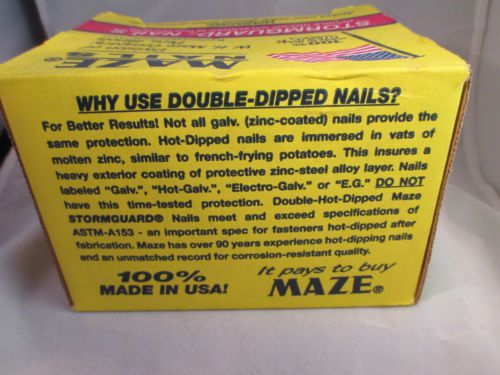 STORMGUARD® NAILS
W. H. Maze Company
MAZE®
NAILS
WHY USE DOUBLE-DIPPED NAILS?
For Better Results! Not all galv. (zinc-coated) nails provide the
same protection. Hot-Dipped nails are immersed in vats of
molten zinc, similar to french-frying potatoes. This insures a
heavy exterior coating of protective zinc-steel alloy layer. Nails
labeled "Galv.", "Hot-Galv.", "Electro-Galv." or "E.G." DO NOT
have this time-tested protection. Double-Hot-Dipped Maze
STORMGUARD® Nails meet and exceed specifications of
ASTM-A153 - an important spec for fasteners hot-dipped after
fabrication. Maze has over 90 years experience hot-dipping nails
and an unmatched record for corrosion-resistant quality.
100%
MADE IN USA!
It pays to buy
MAZE®